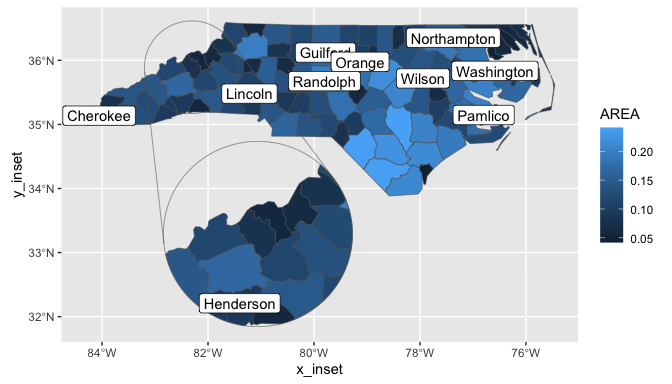 Northampton
Guilford
Orange
Washington
Randolph
Wilson
Lincoln
Cherokee
Pamlico
Henderson
36°N
35°N
34°N
33°N
32°N
84°W
82°W
80°W
78°W
76°W
x_inset
y_inset
AREA
0.20
0.15
0.10
0.05